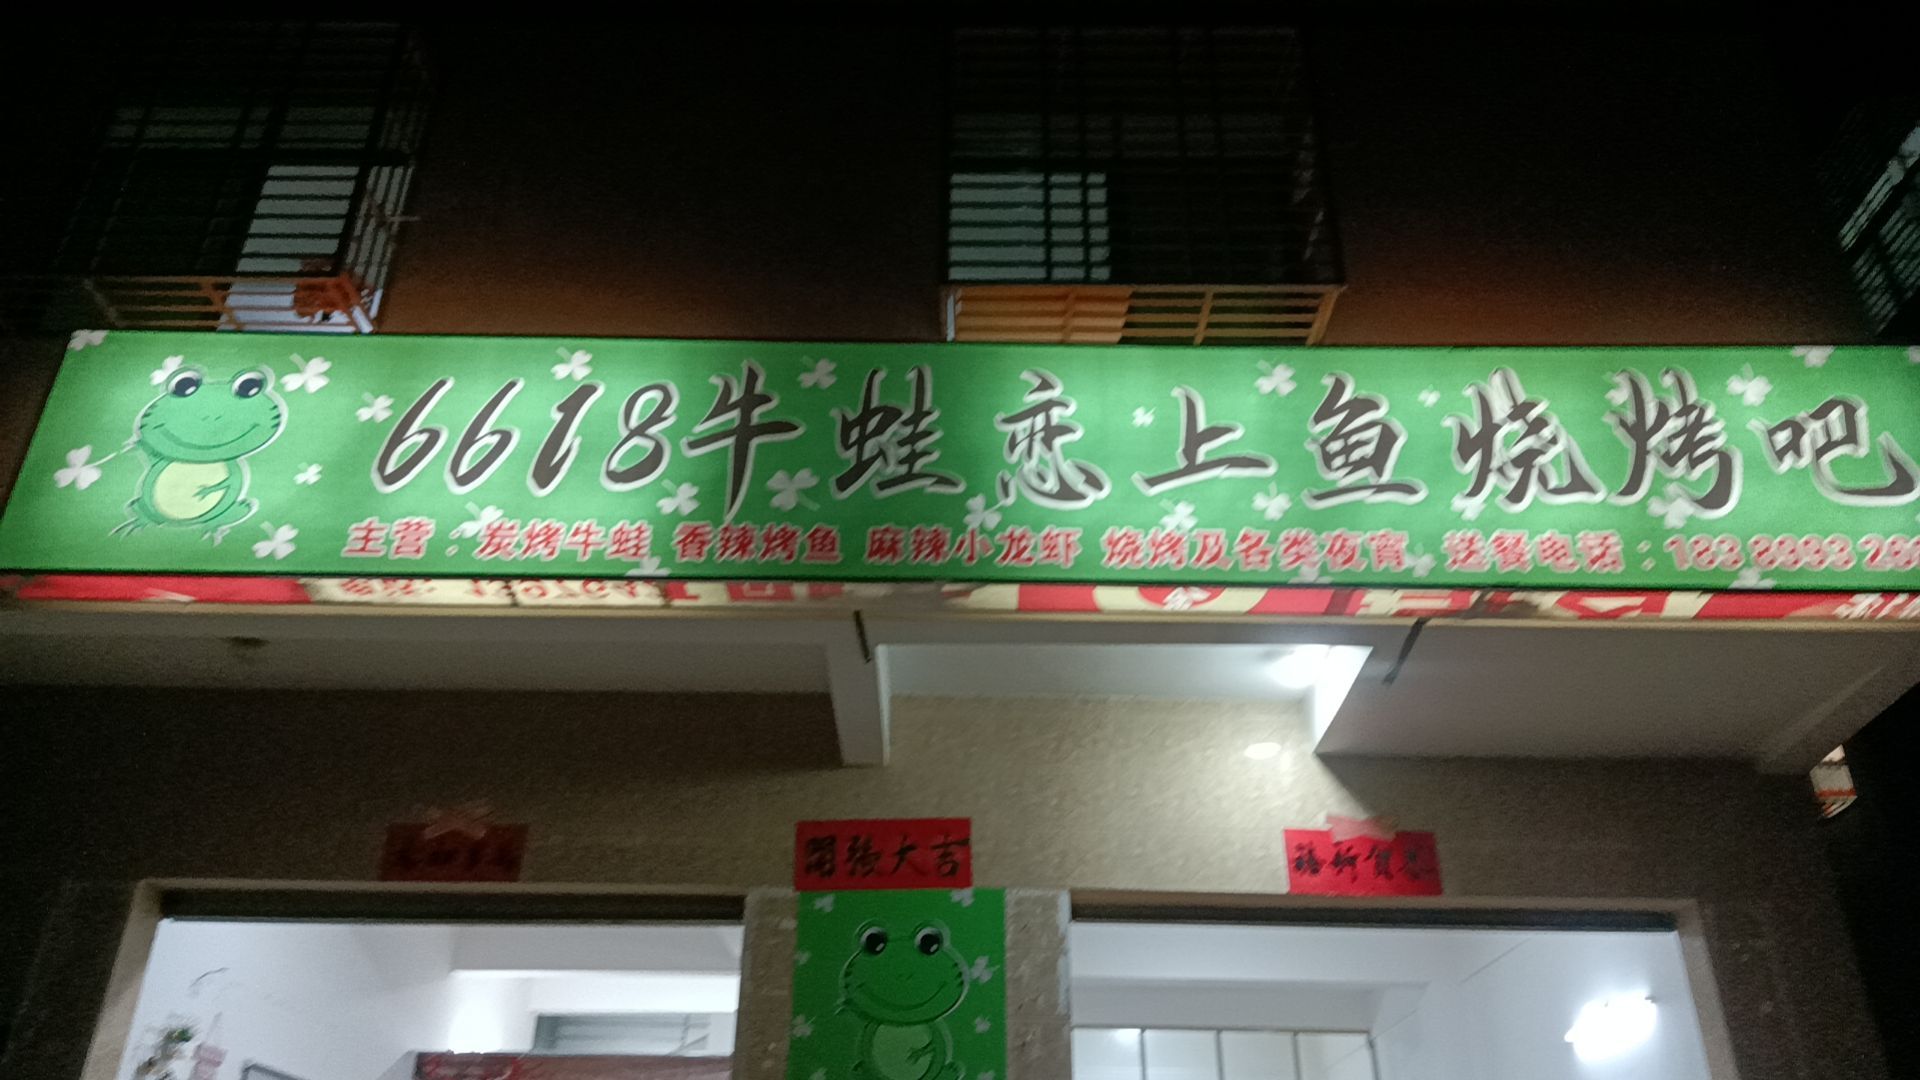 6618牛蛙恋上鱼烧烤吧
主营：炭烤牛蛙 香辣烤鱼 麻辣小龙虾 烧烤及各类夜宵 送餐电话：183 8893 28
開張大吉